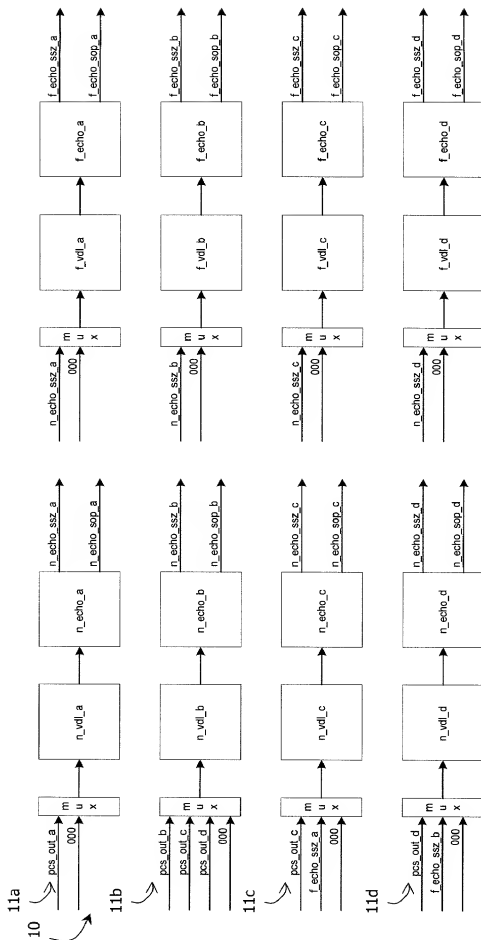 10
11a
pcs_out_a
000
m
u
x
n_vdl_a
n_echo_a
n_echo_ssz_a
n_echo_sop_a
n_echo_ssz_a
000
m
u
x
f_vdl_a
f_echo_a
f_echo_ssz_a
f_echo_sop_a
11b
pcs_out_b
pcs_out_c
pcs_out_d
000
m
u
x
n_vdl_b
n_echo_b
n_echo_ssz_b
n_echo_sop_b
n_echo_ssz_b
000
m
u
x
f_vdl_b
f_echo_b
f_echo_ssz_b
f_echo_sop_b
11c
pcs_out_c
f_echo_ssz_a
000
m
u
x
n_vdl_c
n_echo_c
n_echo_ssz_c
n_echo_sop_c
n_echo_ssz_c
000
m
u
x
f_vdl_c
f_echo_c
f_echo_ssz_c
f_echo_sop_c
11d
pcs_out_d
f_echo_ssz_b
000
m
u
x
n_vdl_d
n_echo_d
n_echo_ssz_d
n_echo_sop_d
n_echo_ssz_d
000
m
u
x
f_vdl_d
f_echo_d
f_echo_ssz_d
f_echo_sop_d